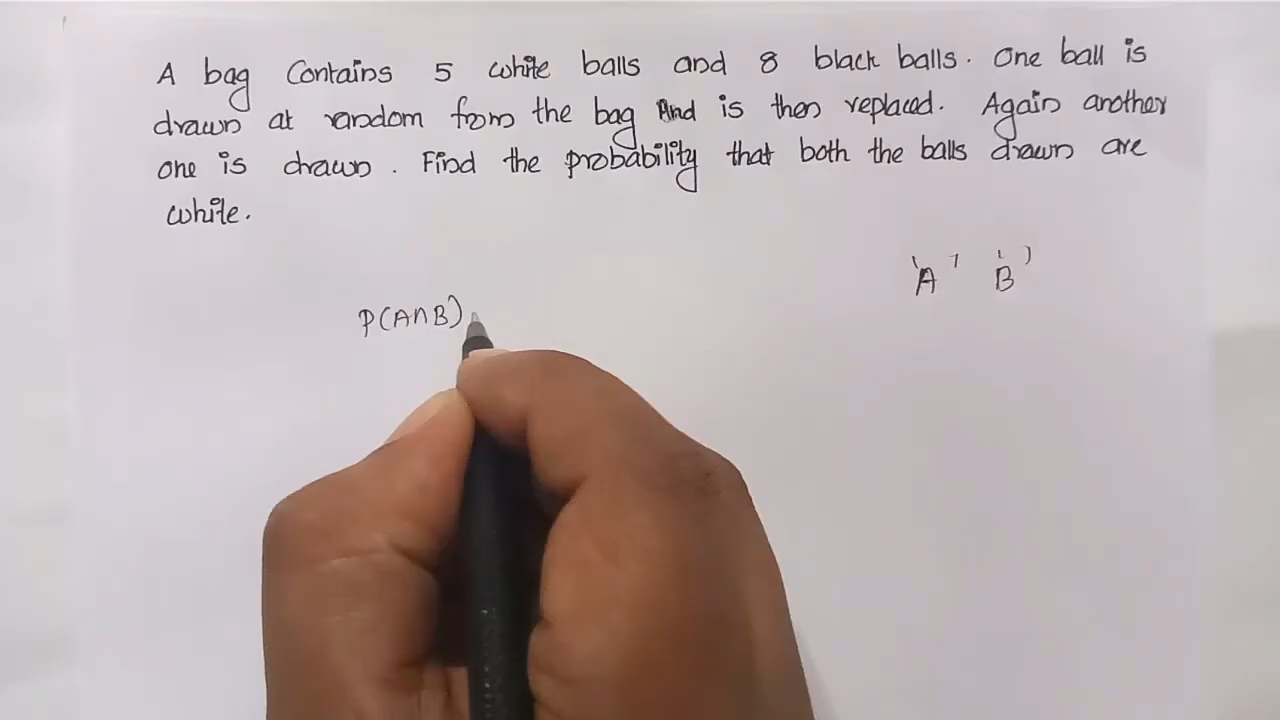 A bag Contains 5 white balls and 8 black balls. One ball is
drawn at random from the bag And is then replaced. Again another
one is drawn. Find the probability that both the balls drawn are
white.
'A' 'B'
P(A∩B)